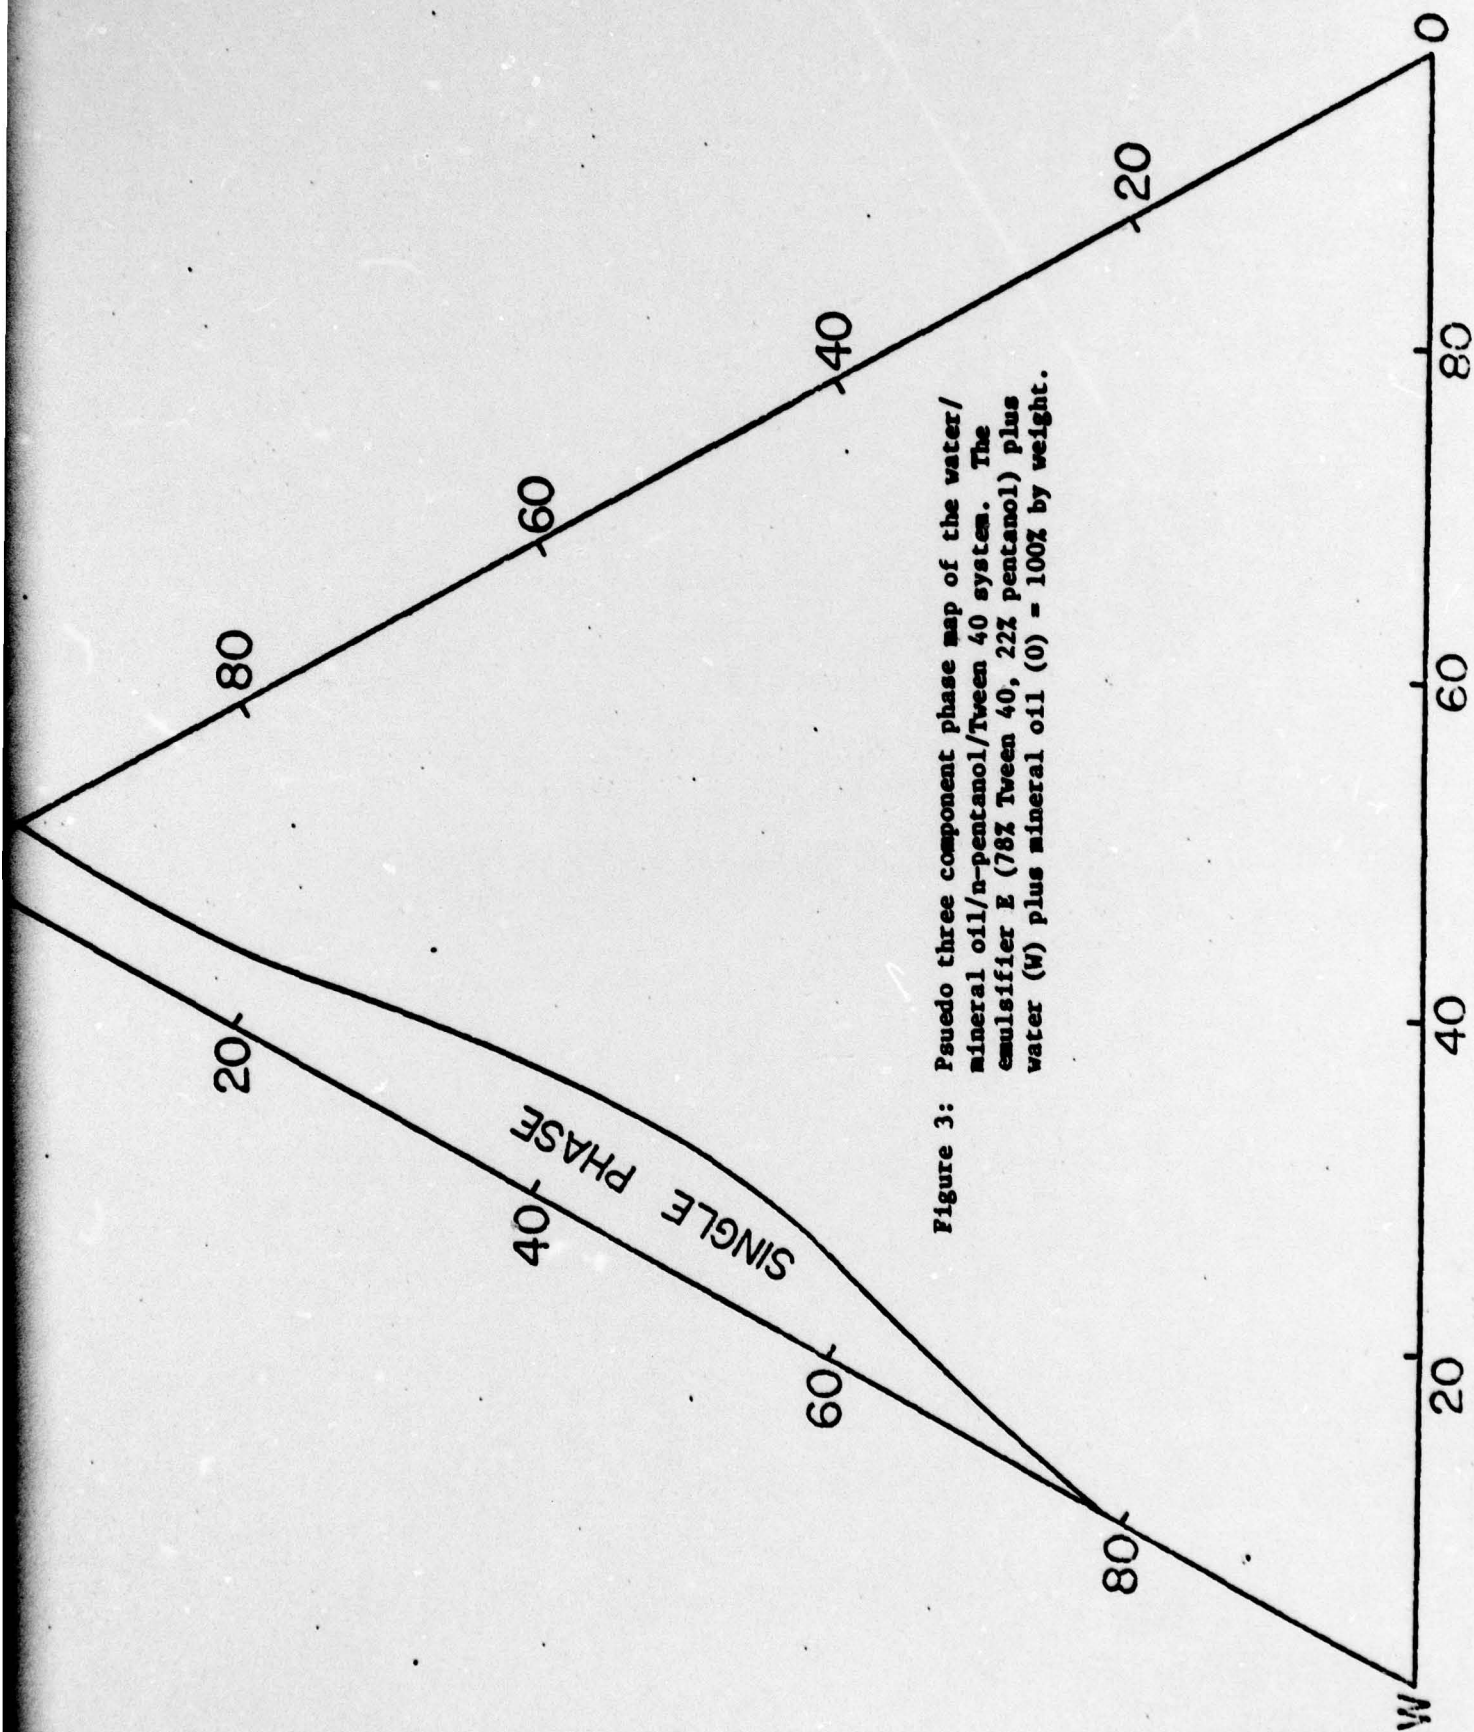 80
20
60
40
SINGLE PHASE
40
60
20
80
W
20
40
60
80
O
Figure 3: Psuedo three component phase map of the water/
mineral oil/n-pentanol/Tween 40 system. The
emulsifier E (78% Tween 40, 22% pentanol) plus
water (W) plus mineral oil (O) = 100% by weight.